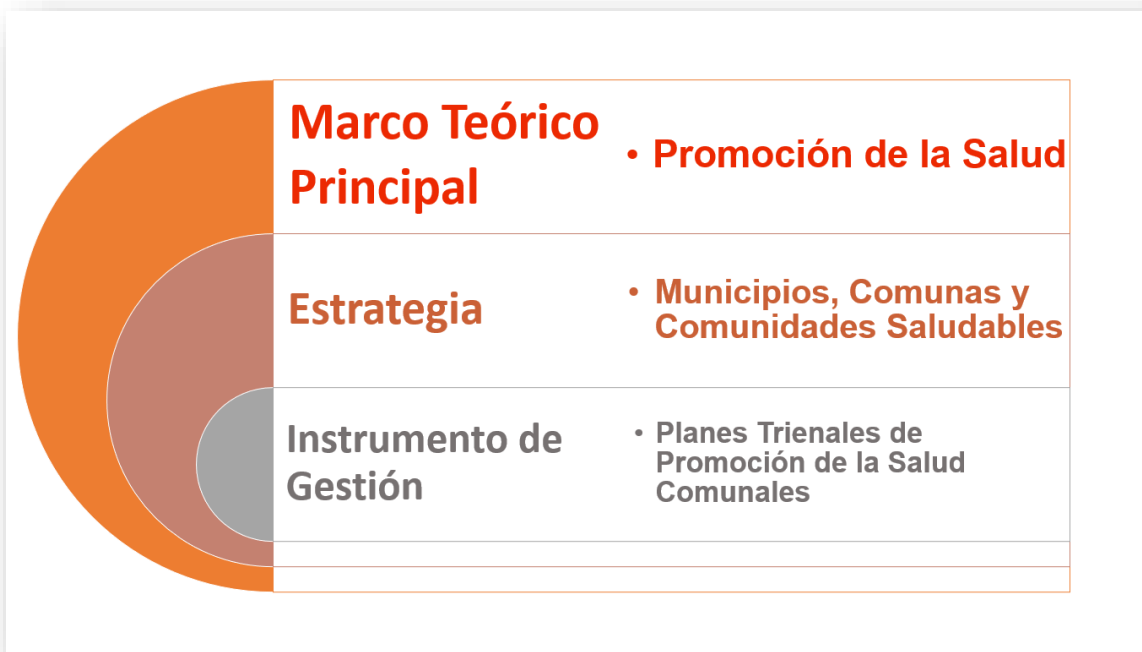 Marco Teórico
Principal
• Promoción de la Salud
Estrategia
• Municipios, Comunas y
Comunidades Saludables
Instrumento de
Gestión
• Planes Trienales de
Promoción de la Salud
Comunales